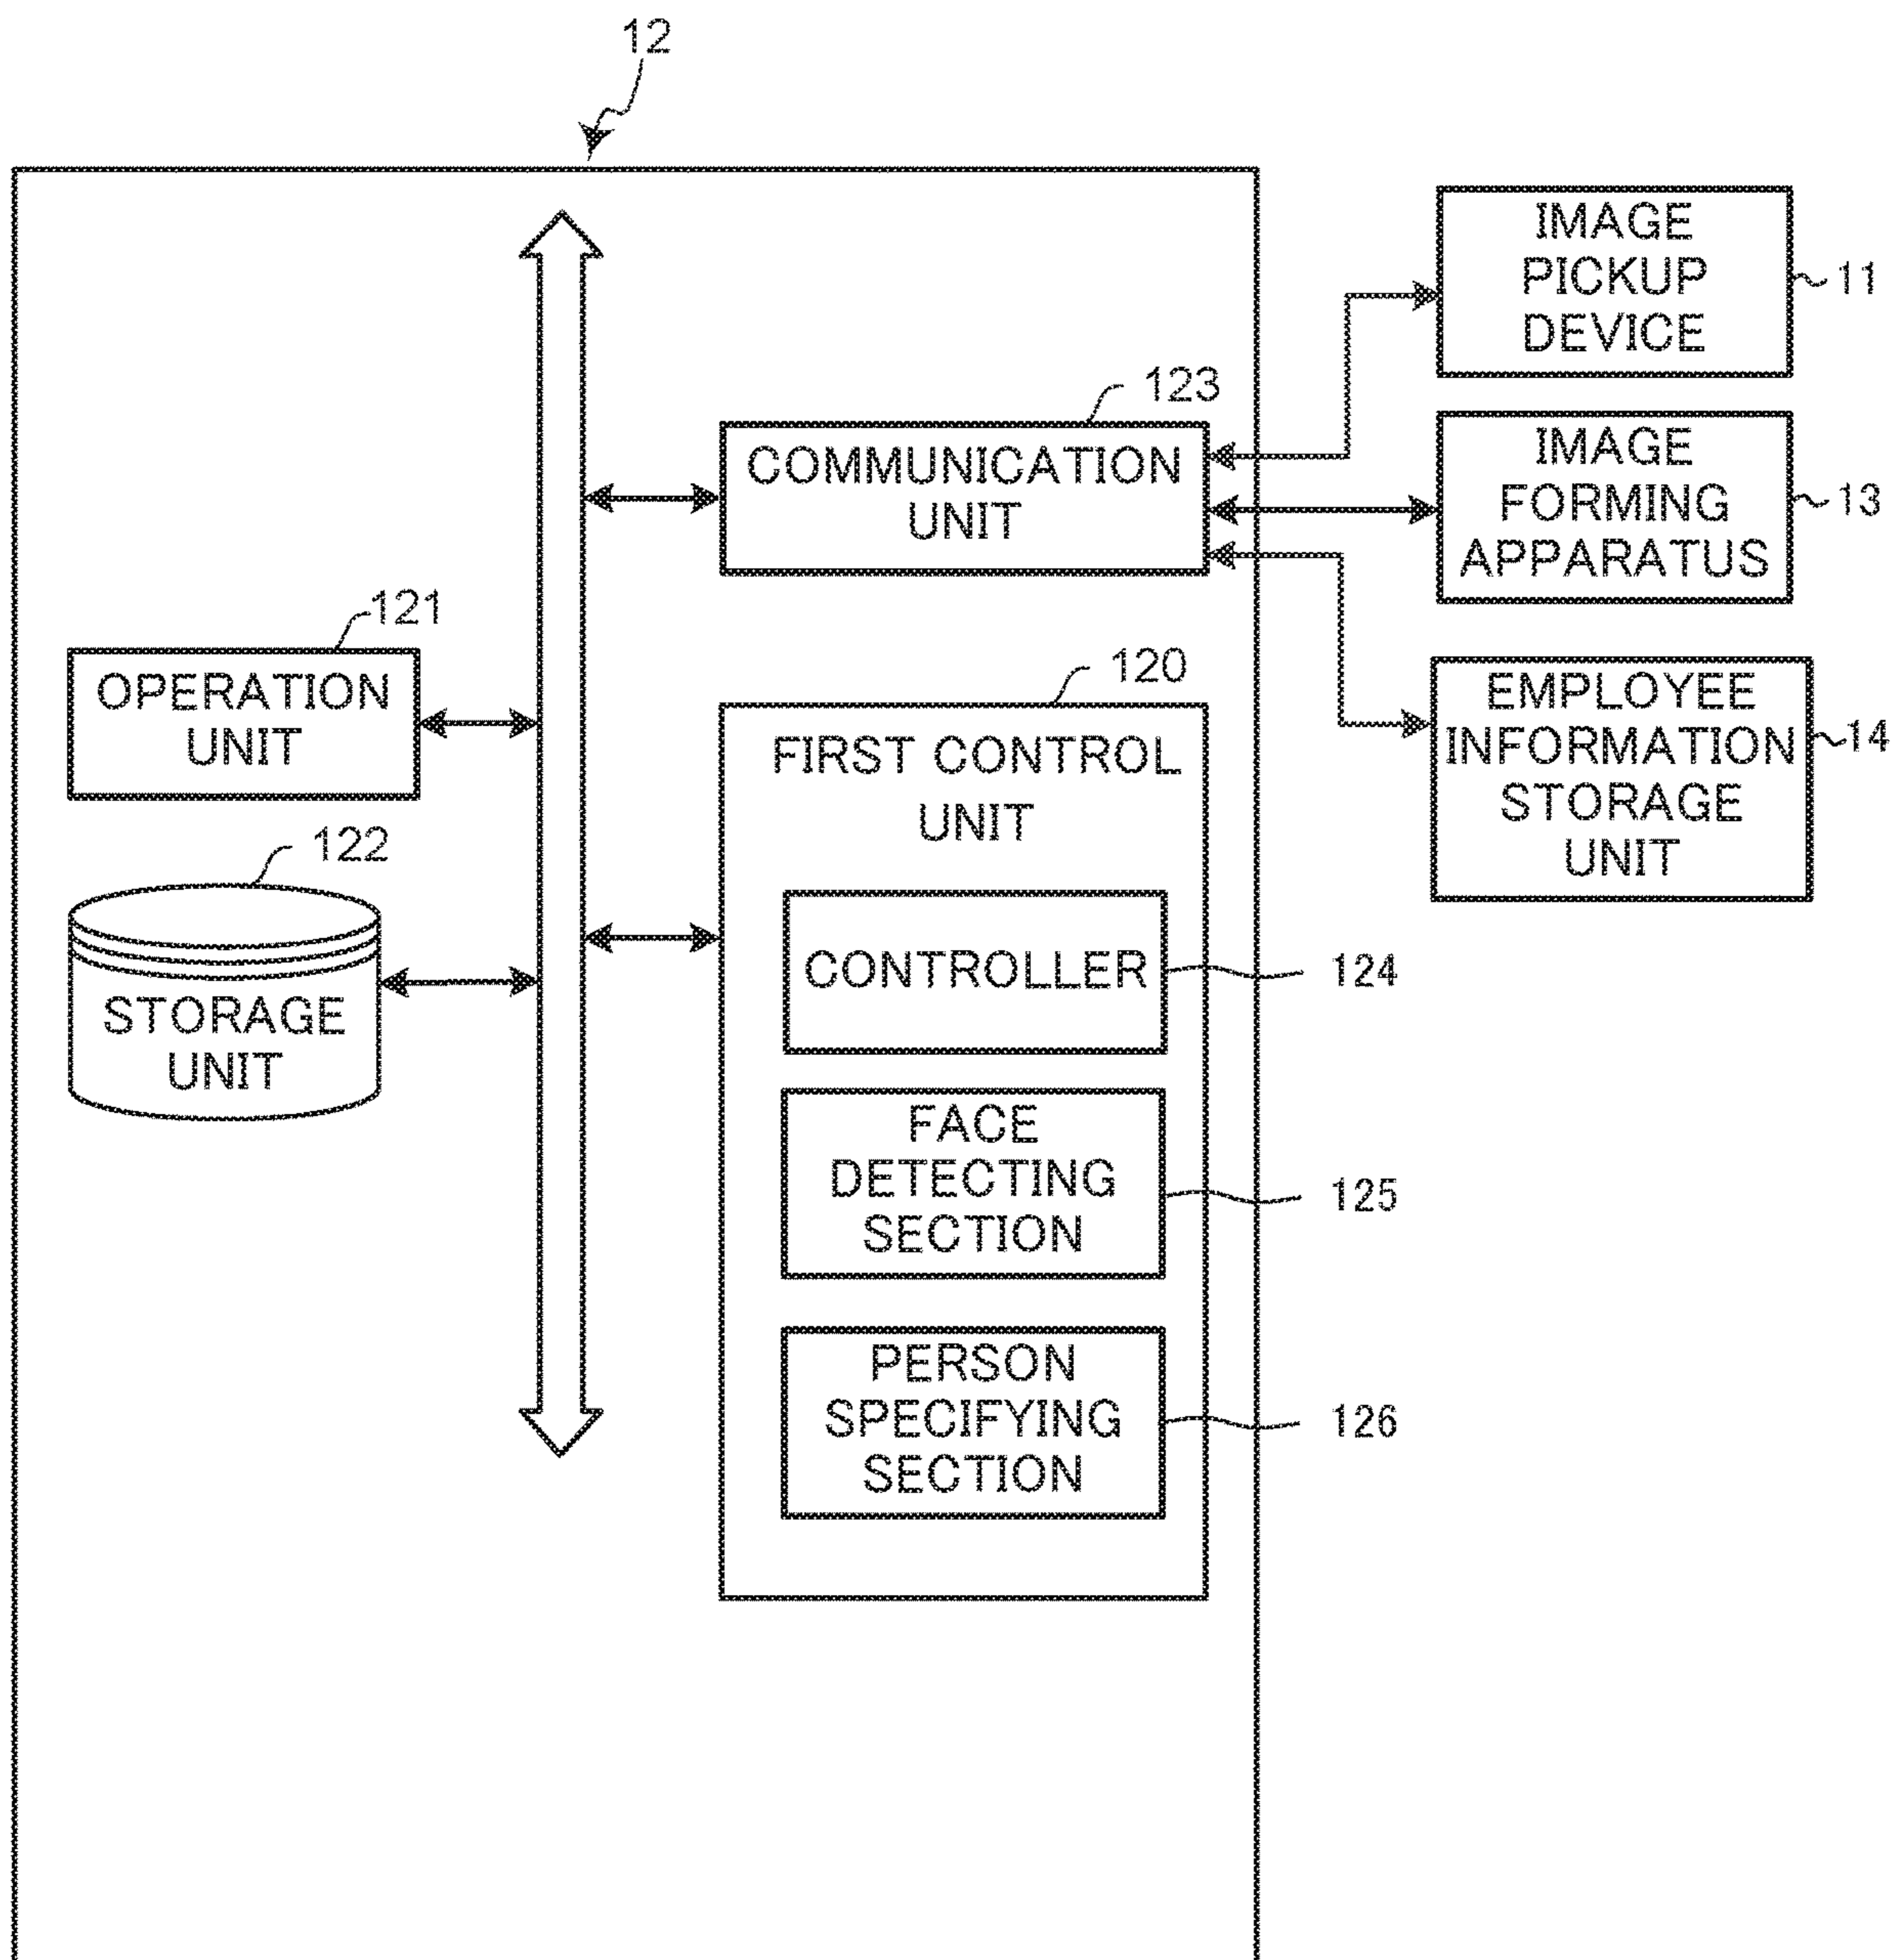 12
IMAGE
PICKUP
DEVICE
11
123
COMMUNICATION
UNIT
IMAGE
FORMING
APPARATUS
13
121
OPERATION
UNIT
120
FIRST CONTROL
UNIT
EMPLOYEE
INFORMATION
STORAGE
UNIT
14
122
STORAGE
UNIT
CONTROLLER
124
FACE
DETECTING
SECTION
125
PERSON
SPECIFYING
SECTION
126